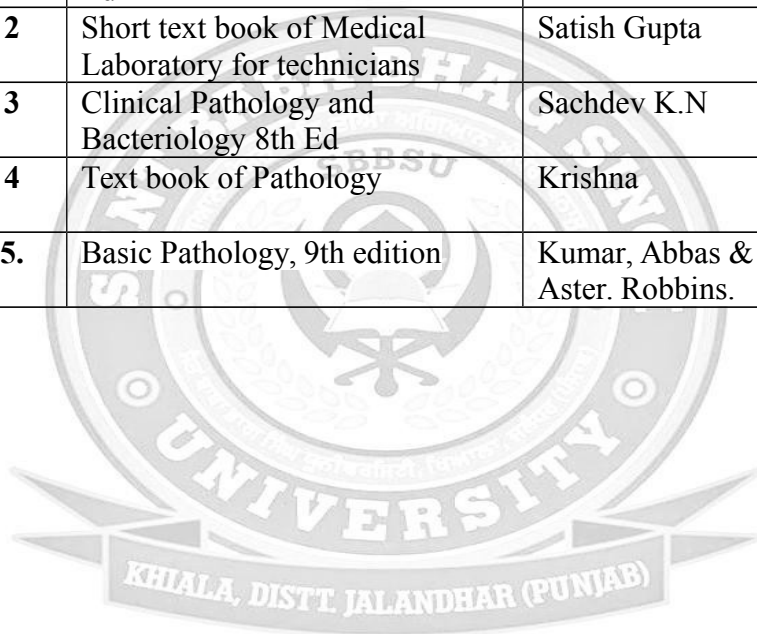 2 Short text book of Medical Satish Gupta
Laboratory for technicians
3 Clinical Pathology and Sachdev K.N
Bacteriology 8th Ed
4 Text book of Pathology Krishna
5. Basic Pathology, 9th edition Kumar, Abbas &
Aster. Robbins.
SBBSU
UNIVERSITY
KHIALA, DISTT. JALANDHAR (PUNJAB)